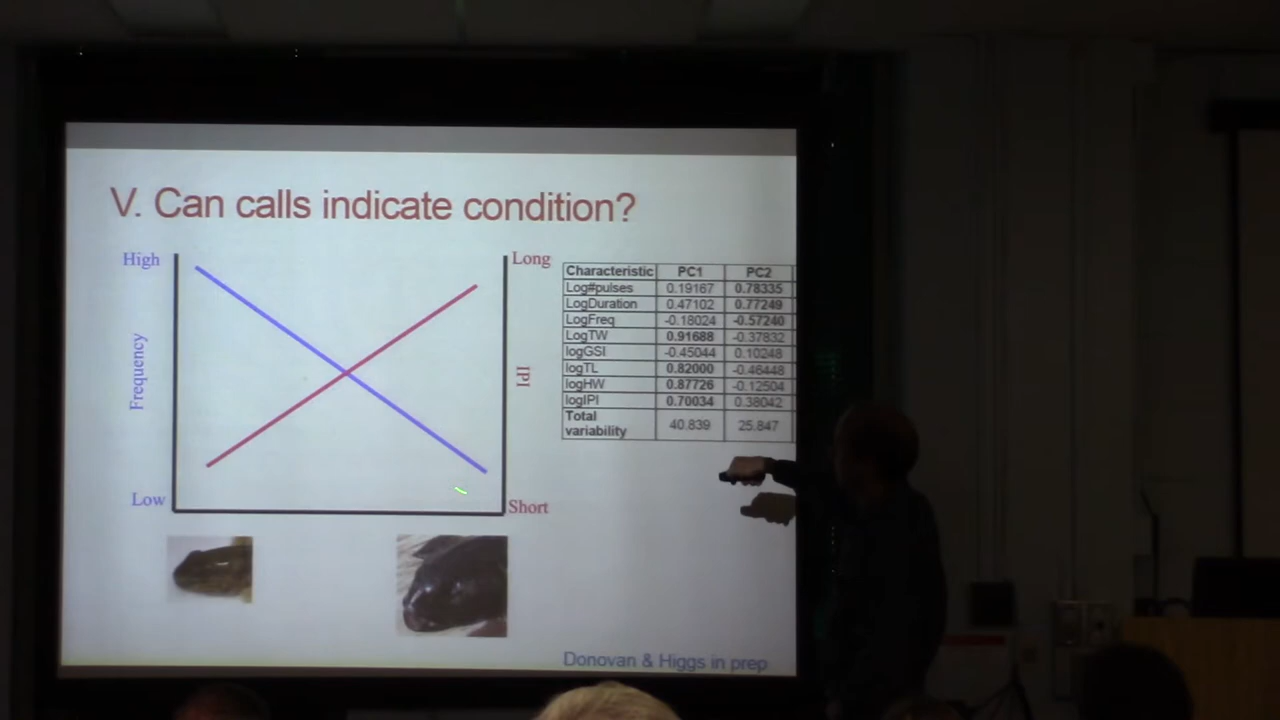 V. Can calls indicate condition?
High
Long
Frequency
IPI
Low
Short
Characteristic PC1 PC2
Log#pulses 0.19167 0.78335
LogDuration 0.47102 0.77249
LogFreq -0.18024 -0.57240
LogTW 0.91688 -0.37832
logGSI -0.45044 0.10248
logTL 0.82000 -0.46448
logHW 0.87726 -0.12504
logIPI 0.70034 0.38042
Total
variability 40.839 25.847
Donovan & Higgs in prep